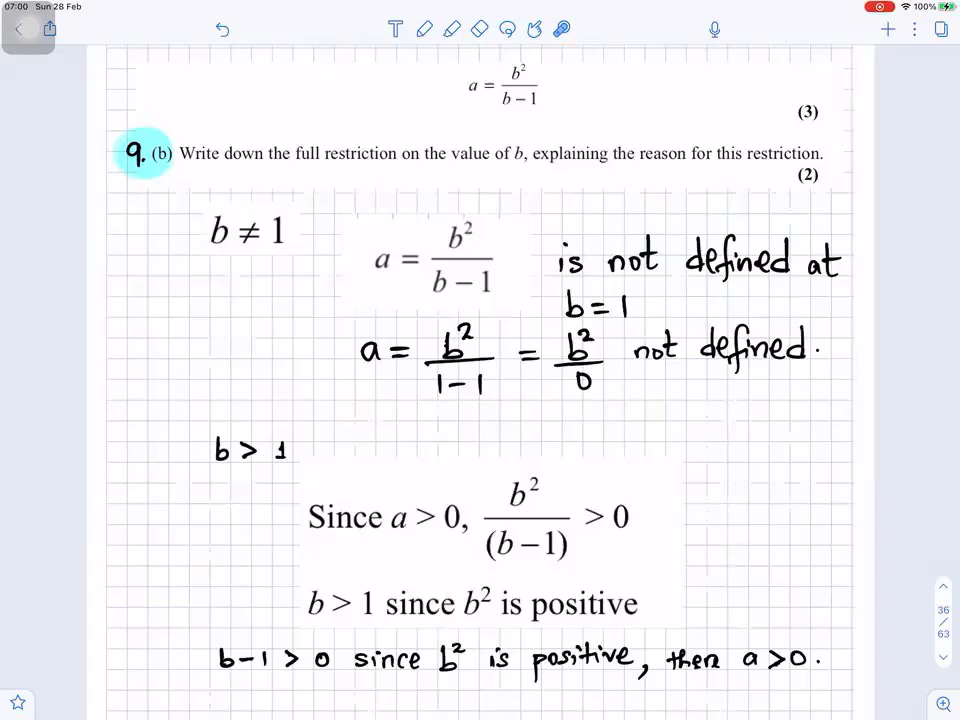 07:00 Sun 28 Feb 100%
a = b²/(b − 1)
(3)
9. (b) Write down the full restriction on the value of b, explaining the reason for this restriction.
(2)
b ≠ 1
a = b²/(b − 1) is not defined at
b = 1
a = b²/(1 − 1) = b²/0 not defined.
b > 1
Since a > 0, b²/(b − 1) > 0
b > 1 since b² is positive
b − 1 > 0 since b² is positive, then a > 0.
36
/
63